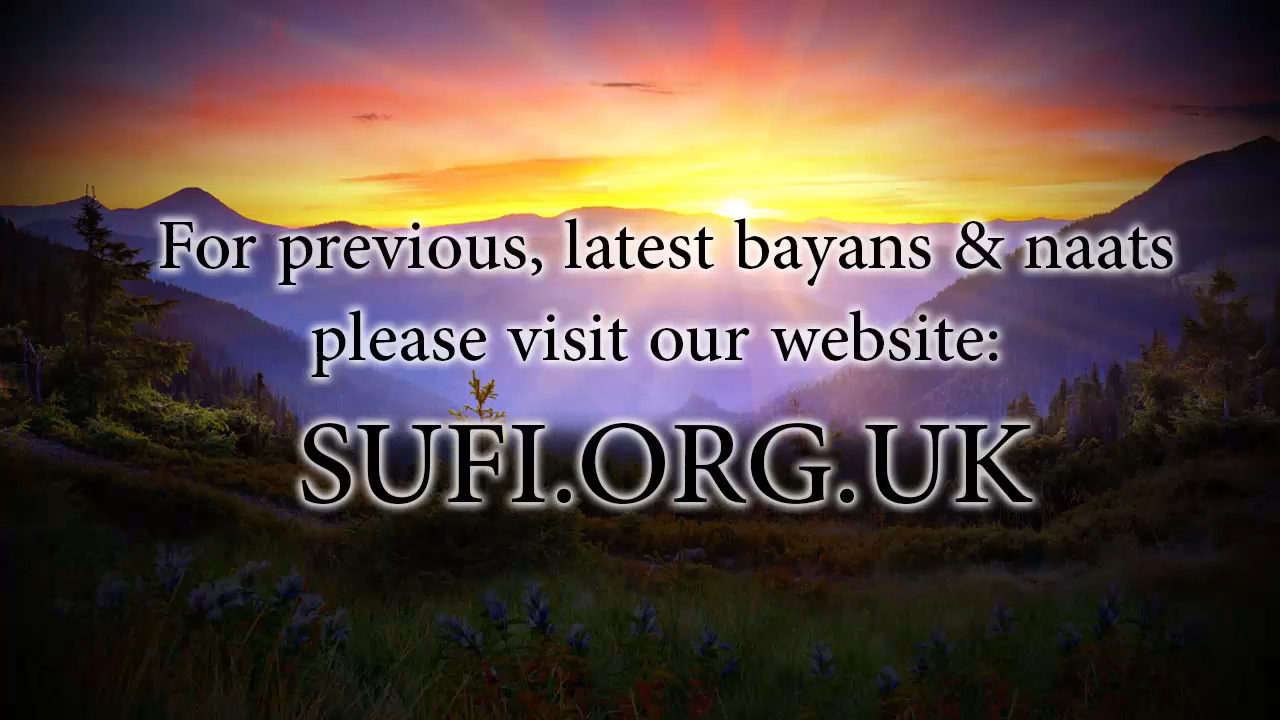 For previous, latest bayans & naats
please visit our website:
SUFI.ORG.UK